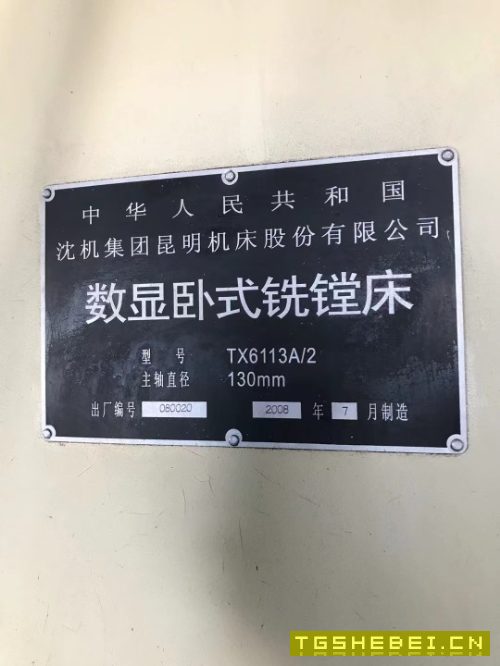 中华人民共和国
沈机集团昆明机床股份有限公司
数显卧式铣镗床
型号 TX6113A/2
主轴直径 130mm
出厂编号 080020 2008 年 7 月制造
TGSHEBEI.CN